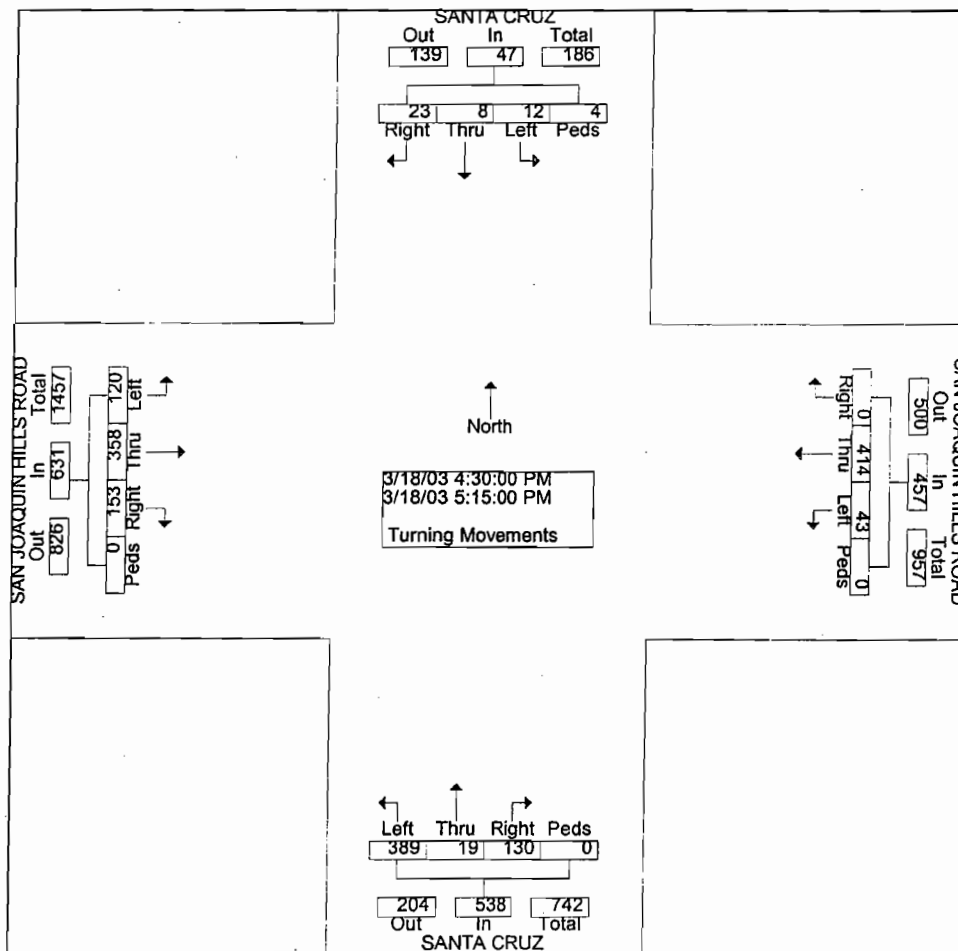 SANTA CRUZ
Out In Total
139 47 186
23 8 12 4
Right Thru Left Peds
SAN JOAQUIN HILLS ROAD
Total 1457
In 631
Out 826
Left 120
Thru 358
Right 153
Peds 0
North
3/18/03 4:30:00 PM
3/18/03 5:15:00 PM
Turning Movements
Right 0
Thru 414
Left 43
Peds 0
Out 500
In 457
Total 957
SAN JOAQUIN HILLS ROAD
Left Thru Right Peds
389 19 130 0
204 538 742
Out In Total
SANTA CRUZ